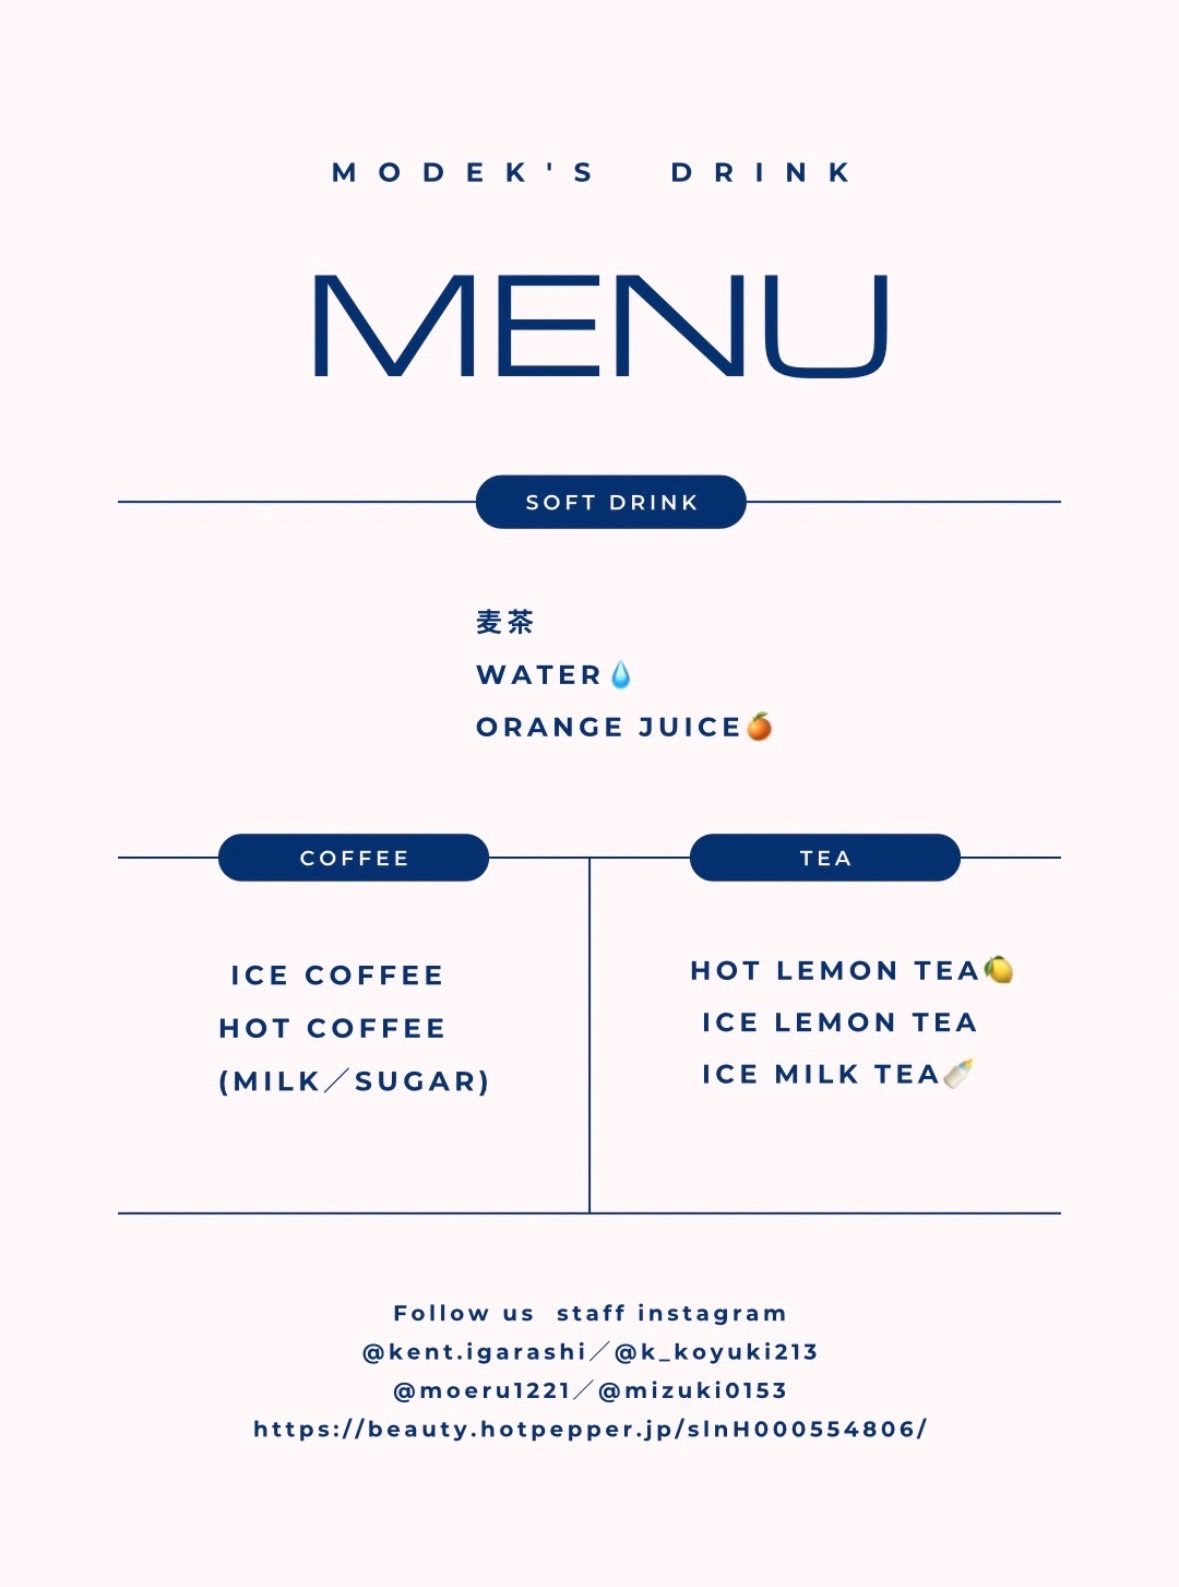 MODEK'S DRINK
MENU
SOFT DRINK
麦茶
WATER💧
ORANGE JUICE🍊
COFFEE
ICE COFFEE
HOT COFFEE
(MILK／SUGAR)
TEA
HOT LEMON TEA🍋
ICE LEMON TEA
ICE MILK TEA🍼
Follow us staff instagram
@kent.igarashi／@k_koyuki213
@moeru1221／@mizuki0153
https://beauty.hotpepper.jp/slnH000554806/